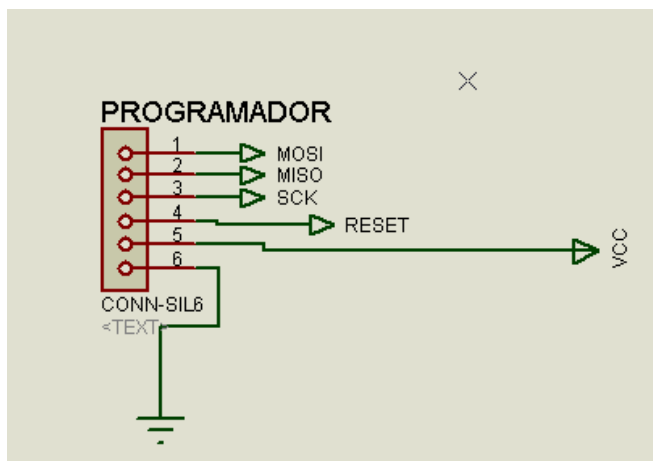 PROGRAMADOR
1
MOSI
2
MISO
3
SCK
4
RESET
5
VCC
6
CONN-SIL6
<TEXT>